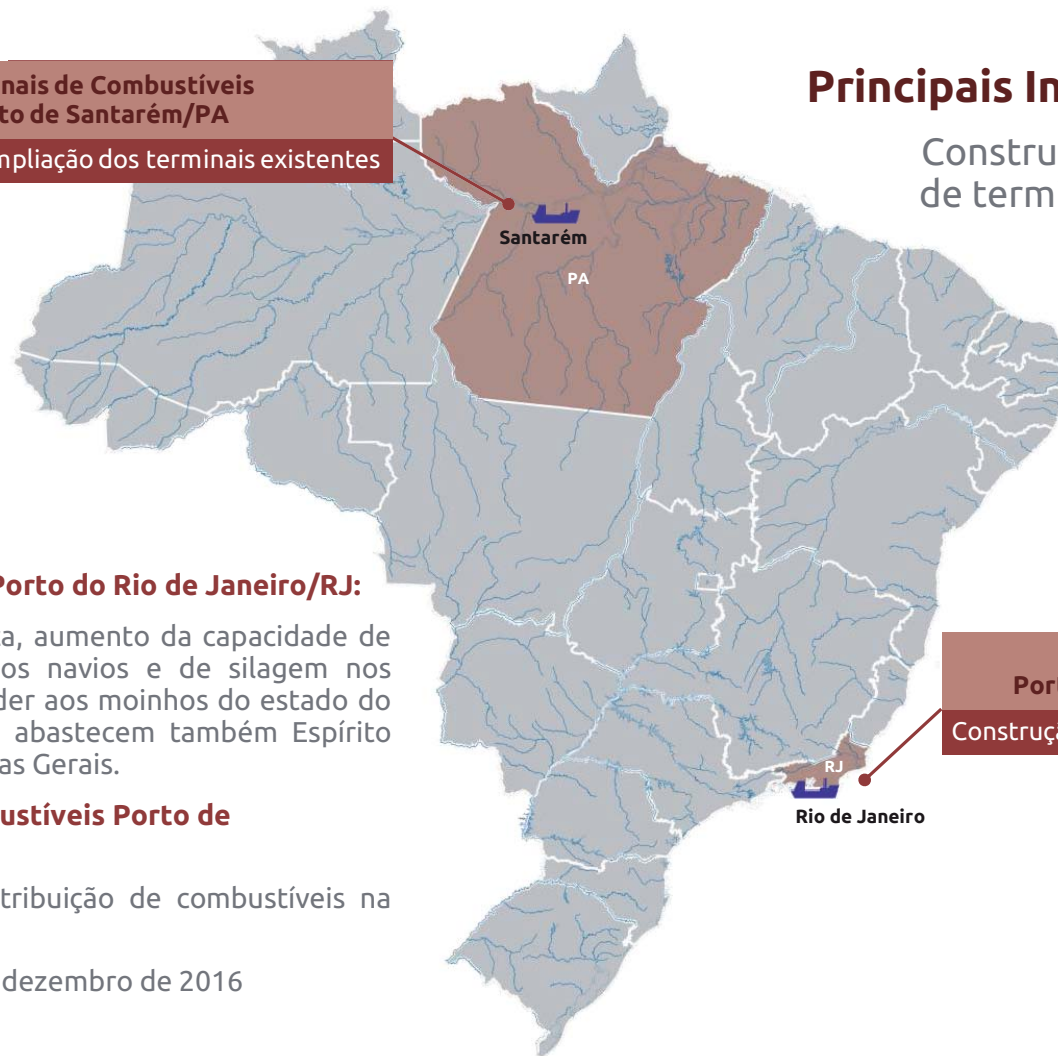 nais de Combustíveis
to de Santarém/PA
mpliação dos terminais existentes
Principais In
Constru
de term
Santarém
PA
Porto do Rio de Janeiro/RJ:
ta, aumento da capacidade de
os navios e de silagem nos
der aos moinhos do estado do
abastecem também Espírito
as Gerais.
ustíveis Porto de
tribuição de combustíveis na
dezembro de 2016
Port
Construçã
RJ
Rio de Janeiro